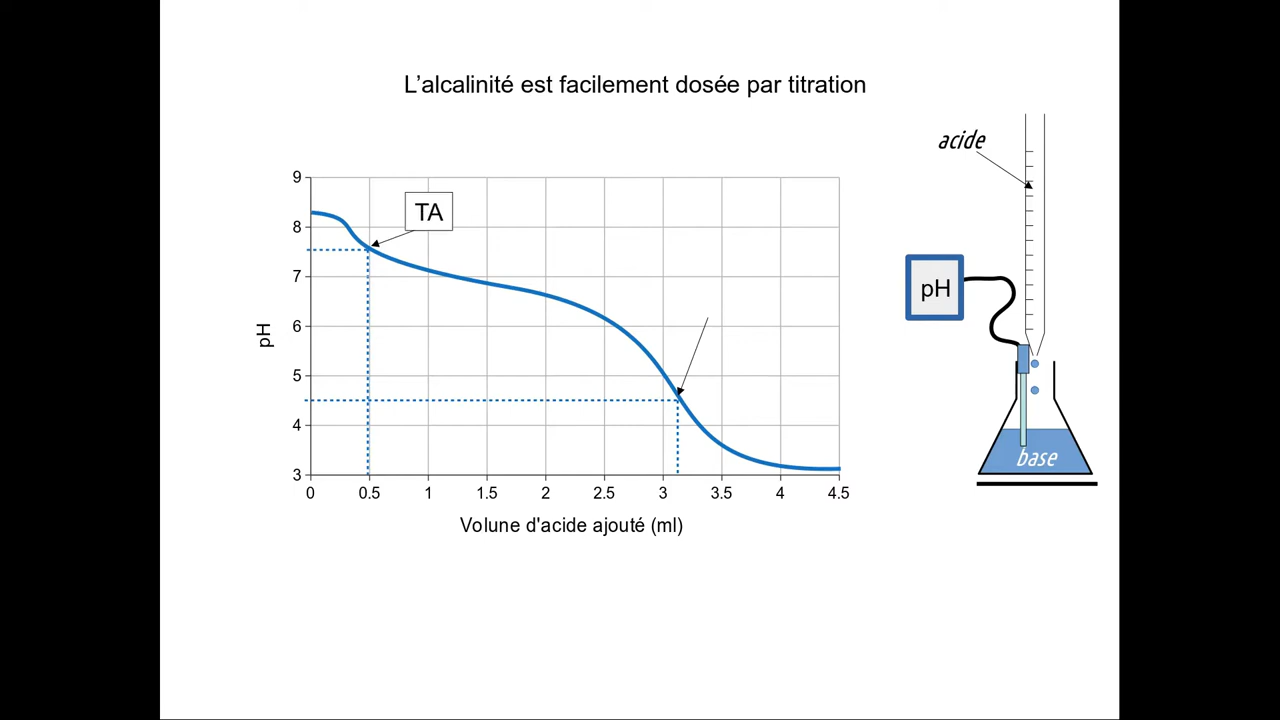 L’alcalinité est facilement dosée par titration
acide
9
TA
8
7
pH
6
pH
5
4
base
3
0
0.5
1
1.5
2
2.5
3
3.5
4
4.5
Volune d'acide ajouté (ml)